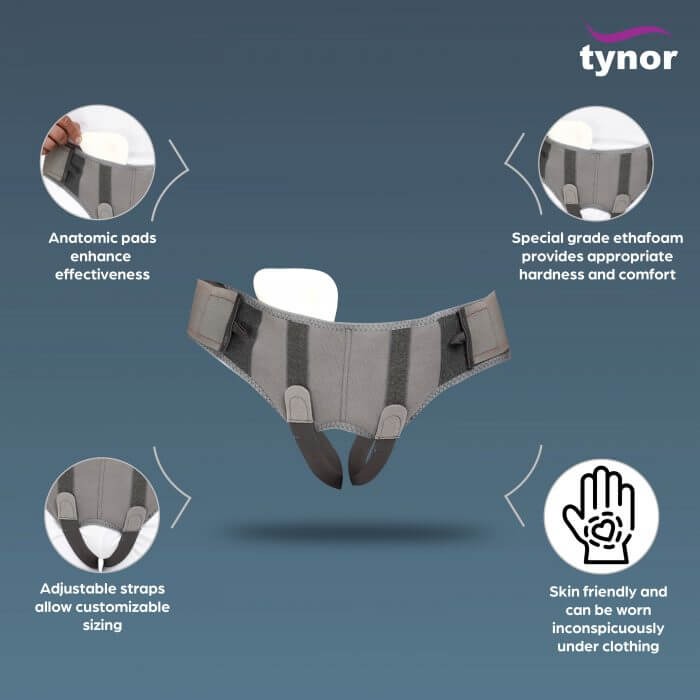 tynor
Anatomic pads
enhance
effectiveness
Special grade ethafoam
provides appropriate
hardness and comfort
Adjustable straps
allow customizable
sizing
Skin friendly and
can be worn
inconspicuously
under clothing